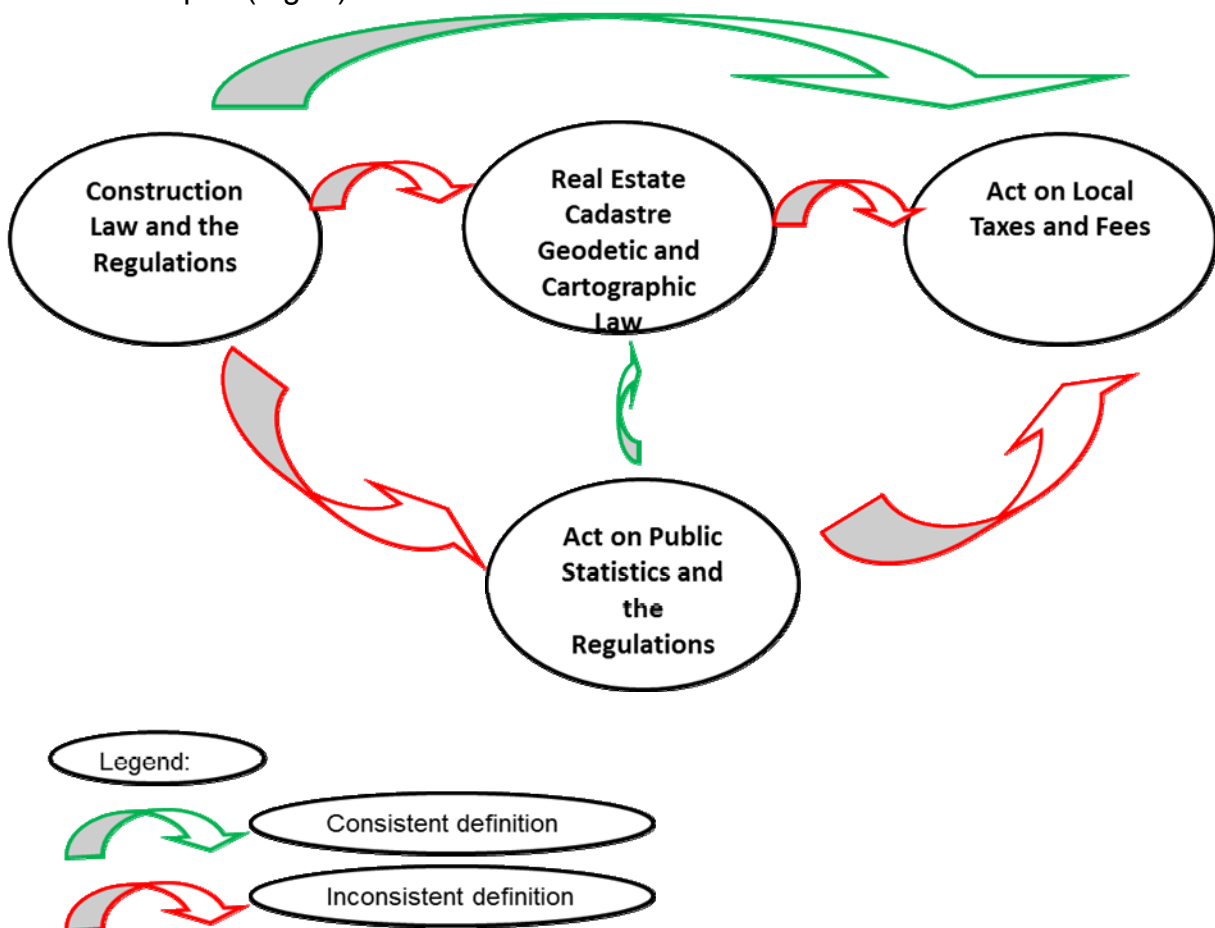 Construction
Law and the
Regulations
Real Estate
Cadastre
Geodetic and
Cartographic
Law
Act on Local
Taxes and Fees
Act on Public
Statistics and
the
Regulations
Legend:
Consistent definition
Inconsistent definition